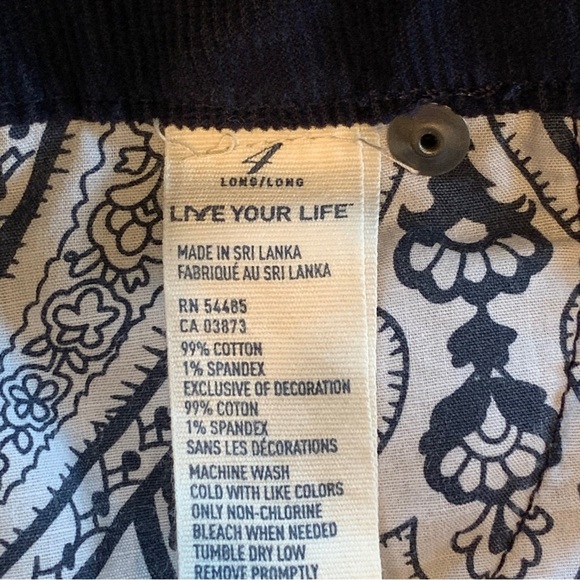 4
LONG/LONG
LIVE YOUR LIFE™
MADE IN SRI LANKA
FABRIQUÉ AU SRI LANKA
RN 54485
CA 03873
99% COTTON
1% SPANDEX
EXCLUSIVE OF DECORATION
99% COTON
1% SPANDEX
SANS LES DÉCORATIONS
MACHINE WASH
COLD WITH LIKE COLORS
ONLY NON-CHLORINE
BLEACH WHEN NEEDED
TUMBLE DRY LOW
REMOVE PROMPTLY